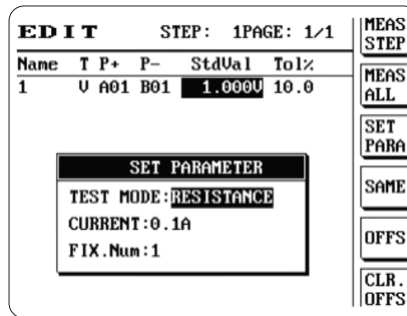 EDIT STEP: 1PAGE: 1/1
Name T P+ P- StdVal Tol%
1 V A01 B01 1.000V 10.0
SET PARAMETER
TEST MODE:RESISTANCE
CURRENT:0.1A
FIX.Num:1
MEAS
STEP
MEAS
ALL
SET
PARA
SAME
OFFS
CLR.
OFFS